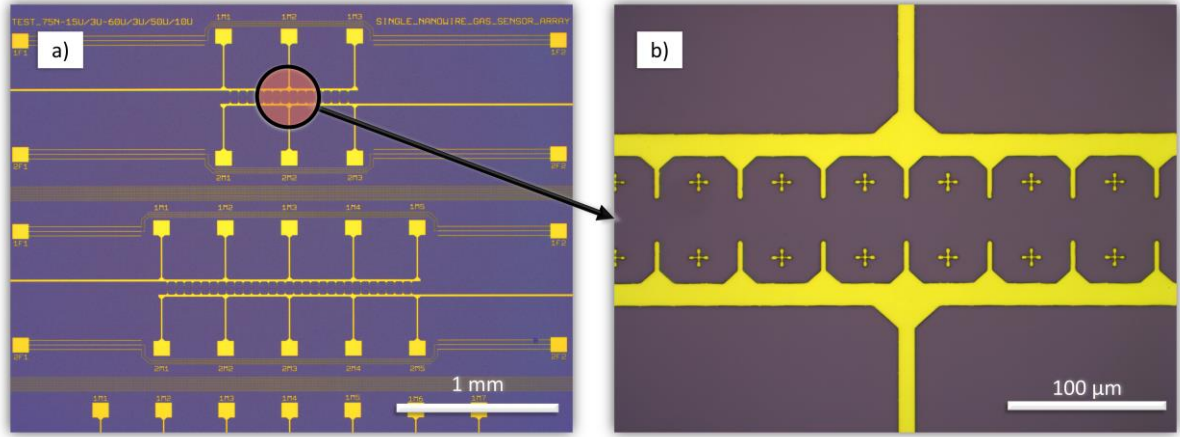 a)
TEST_75N-15U/3U-60U/3U/50U/10U
1M1 1M2 1M3
SINGLE_NANOWIRE_GAS_SENSOR_ARRAY
1F1
1F2
2F1
2F2
2M1 2M2 2M3
1M1 1M2 1M3 1M4 1M5
1F1
1F2
2F1
2F2
2M1 2M2 2M3 2M4 2M5
1 mm
1M1 1M2 1M3 1M4 1M5 1M6 1M7
b)
100 µm